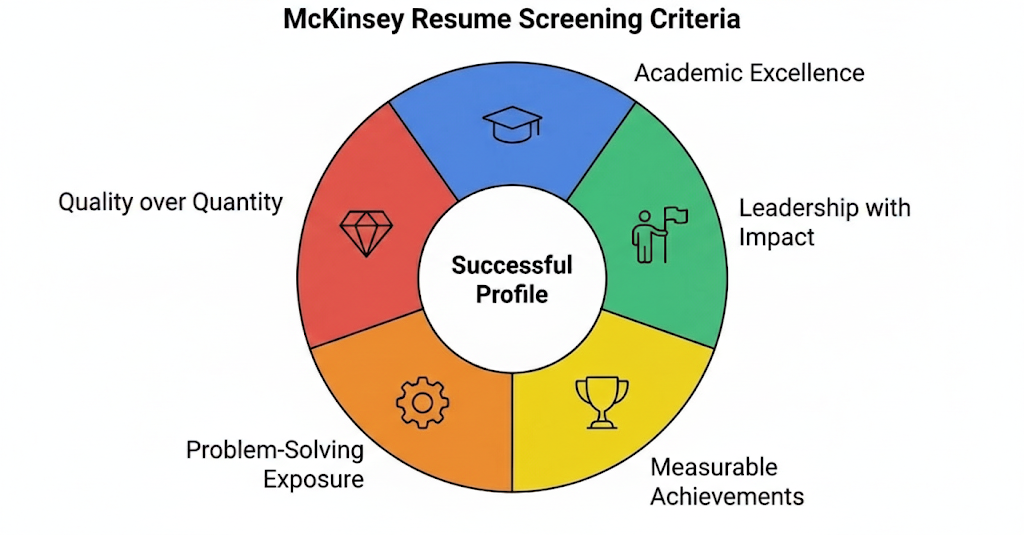 McKinsey Resume Screening Criteria
Academic Excellence
Quality over Quantity
Leadership with
Impact
Successful
Profile
Problem-Solving
Exposure
Measurable
Achievements